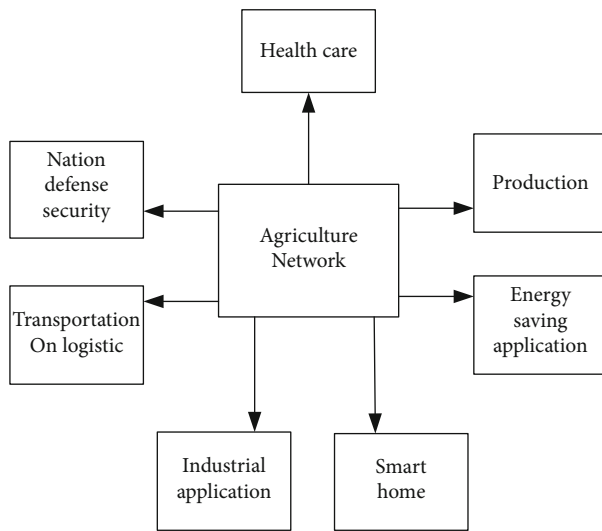 Health care
Nation
defense
security
Production
Agriculture
Network
Transportation
On logistic
Energy
saving
application
Industrial
application
Smart
home